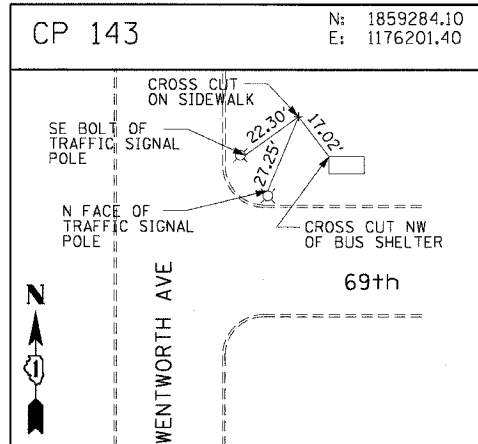 CP 143
N: 1859284.10
E: 1176201.40
CROSS CUT
ON SIDEWALK
SE BOLT OF
TRAFFIC SIGNAL
POLE
22.30'
17.02'
27.25'
N FACE OF
TRAFFIC SIGNAL
POLE
CROSS CUT NW
OF BUS SHELTER
69th
WENTWORTH AVE
N
1